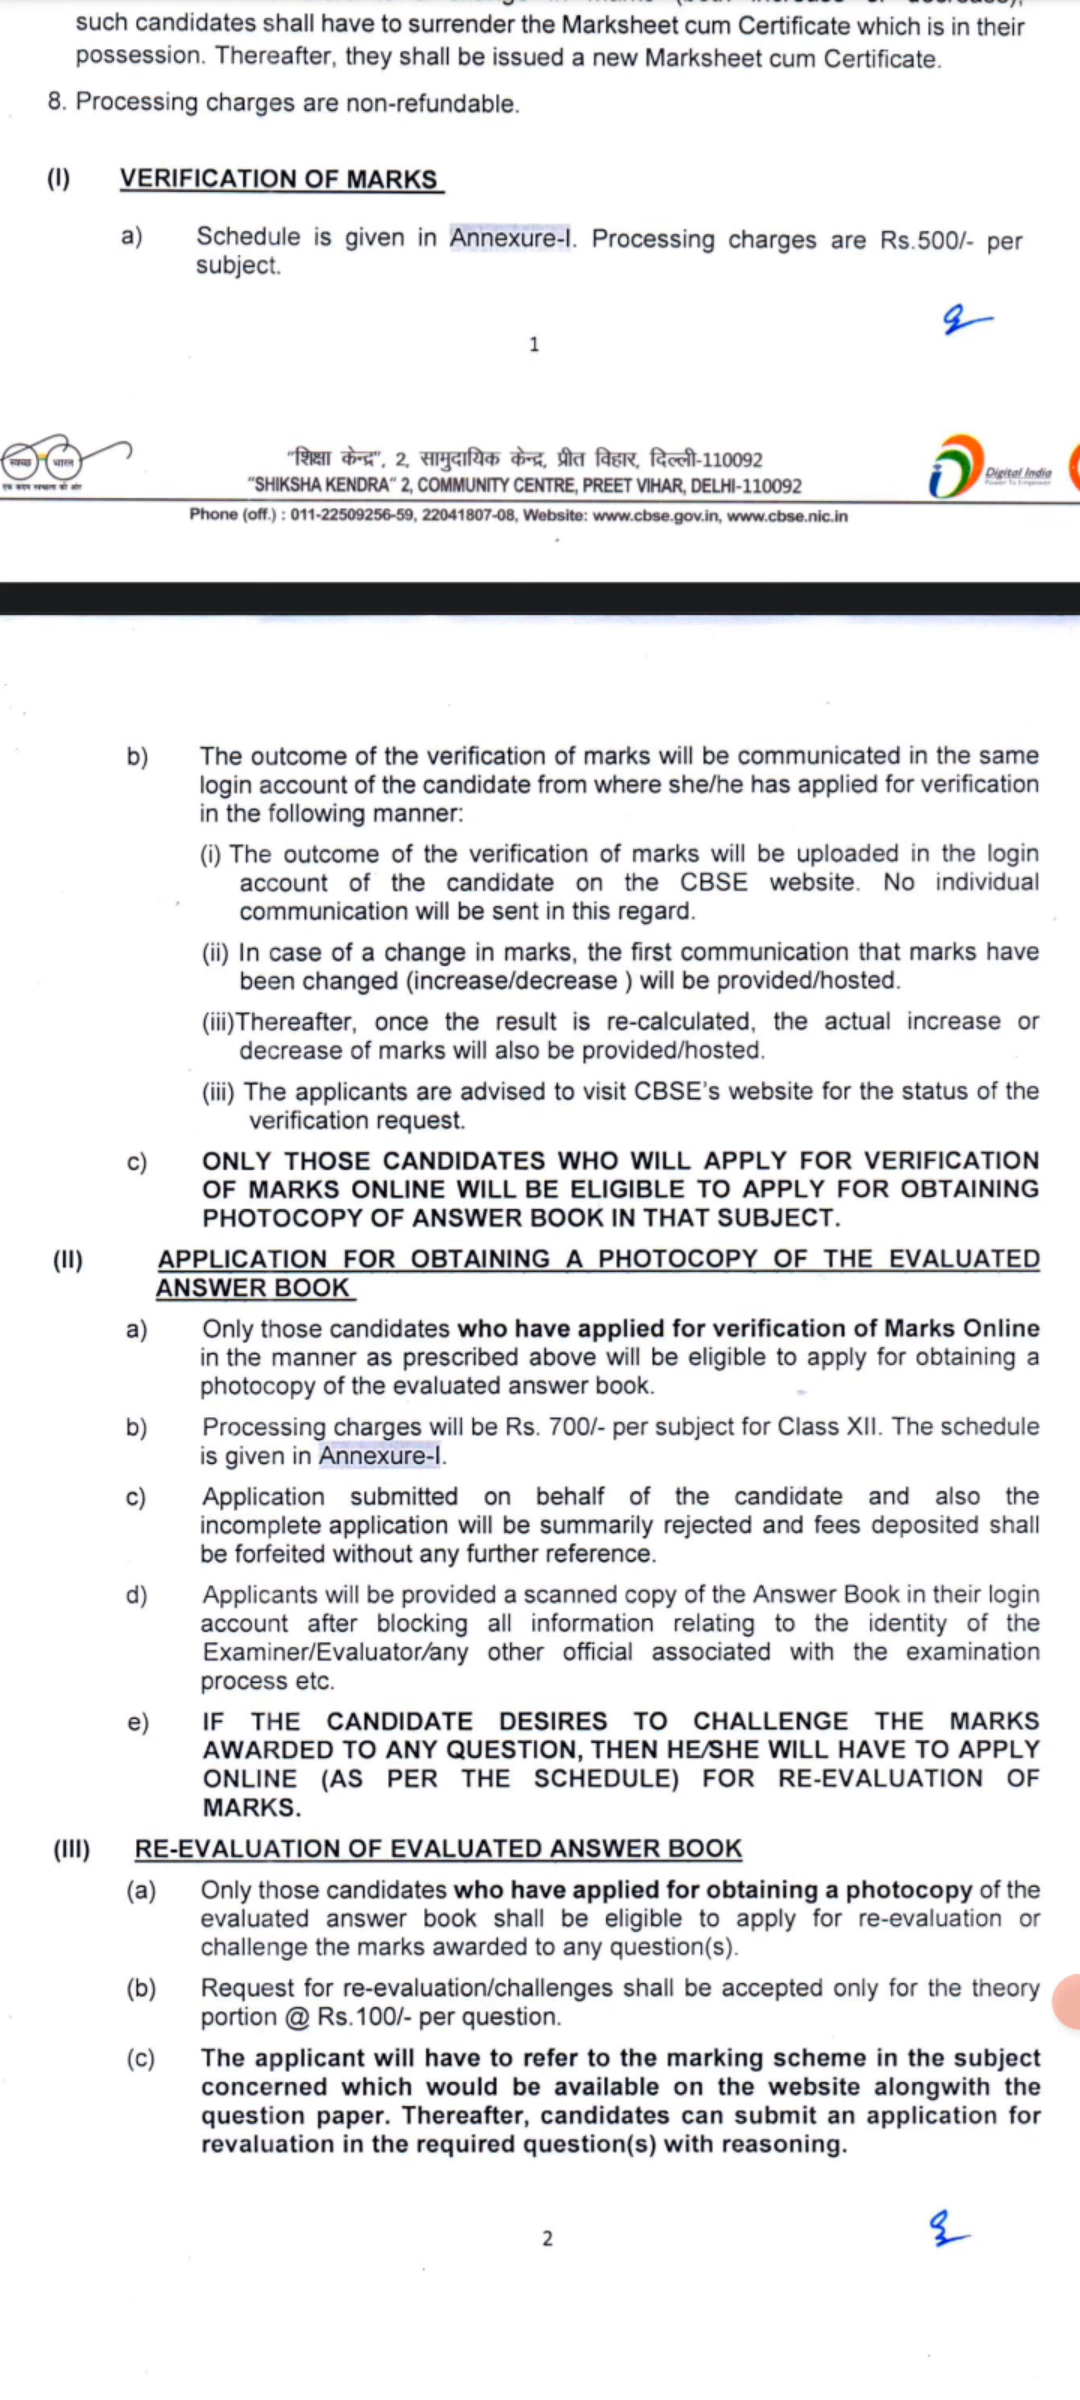 such candidates shall have to surrender the Marksheet cum Certificate which is in their
possession. Thereafter, they shall be issued a new Marksheet cum Certificate.
8. Processing charges are non-refundable.
(I) VERIFICATION OF MARKS
a) Schedule is given in Annexure-I. Processing charges are Rs.500/- per
subject.
1
स्वच्छ भारत
एक कदम स्वच्छता की ओर
"शिक्षा केन्द्र", 2, सामुदायिक केन्द्र, प्रीत विहार, दिल्ली-110092
"SHIKSHA KENDRA" 2, COMMUNITY CENTRE, PREET VIHAR, DELHI-110092
Digital India
Power To Empower
Phone (off.) : 011-22509256-59, 22041807-08, Website: www.cbse.gov.in, www.cbse.nic.in
b) The outcome of the verification of marks will be communicated in the same
login account of the candidate from where she/he has applied for verification
in the following manner:
(i) The outcome of the verification of marks will be uploaded in the login
account of the candidate on the CBSE website. No individual
communication will be sent in this regard.
(ii) In case of a change in marks, the first communication that marks have
been changed (increase/decrease ) will be provided/hosted.
(iii)Thereafter, once the result is re-calculated, the actual increase or
decrease of marks will also be provided/hosted.
(iii) The applicants are advised to visit CBSE's website for the status of the
verification request.
c) ONLY THOSE CANDIDATES WHO WILL APPLY FOR VERIFICATION
OF MARKS ONLINE WILL BE ELIGIBLE TO APPLY FOR OBTAINING
PHOTOCOPY OF ANSWER BOOK IN THAT SUBJECT.
(II) APPLICATION FOR OBTAINING A PHOTOCOPY OF THE EVALUATED
ANSWER BOOK
a) Only those candidates who have applied for verification of Marks Online
in the manner as prescribed above will be eligible to apply for obtaining a
photocopy of the evaluated answer book.
b) Processing charges will be Rs. 700/- per subject for Class XII. The schedule
is given in Annexure-I.
c) Application submitted on behalf of the candidate and also the
incomplete application will be summarily rejected and fees deposited shall
be forfeited without any further reference.
d) Applicants will be provided a scanned copy of the Answer Book in their login
account after blocking all information relating to the identity of the
Examiner/Evaluator/any other official associated with the examination
process etc.
e) IF THE CANDIDATE DESIRES TO CHALLENGE THE MARKS
AWARDED TO ANY QUESTION, THEN HE/SHE WILL HAVE TO APPLY
ONLINE (AS PER THE SCHEDULE) FOR RE-EVALUATION OF
MARKS.
(III) RE-EVALUATION OF EVALUATED ANSWER BOOK
(a) Only those candidates who have applied for obtaining a photocopy of the
evaluated answer book shall be eligible to apply for re-evaluation or
challenge the marks awarded to any question(s).
(b) Request for re-evaluation/challenges shall be accepted only for the theory
portion @ Rs.100/- per question.
(c) The applicant will have to refer to the marking scheme in the subject
concerned which would be available on the website alongwith the
question paper. Thereafter, candidates can submit an application for
revaluation in the required question(s) with reasoning.
2